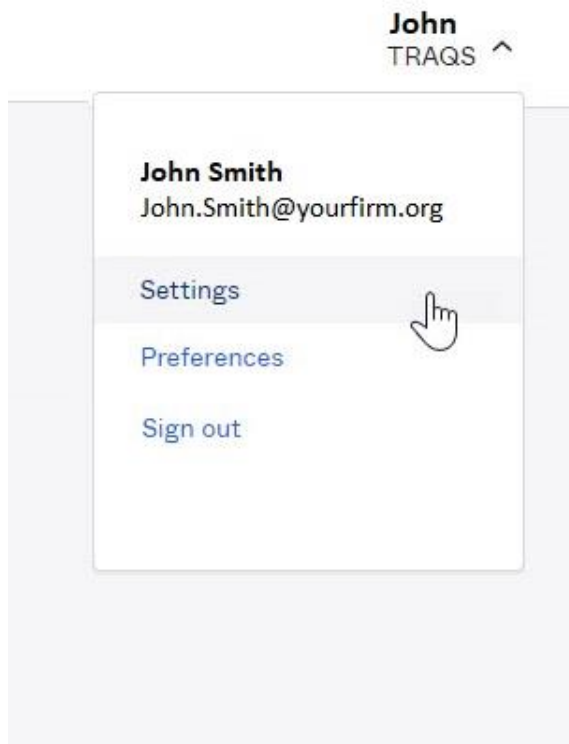 John
TRAQS
John Smith
John.Smith@yourfirm.org
Settings
Preferences
Sign out